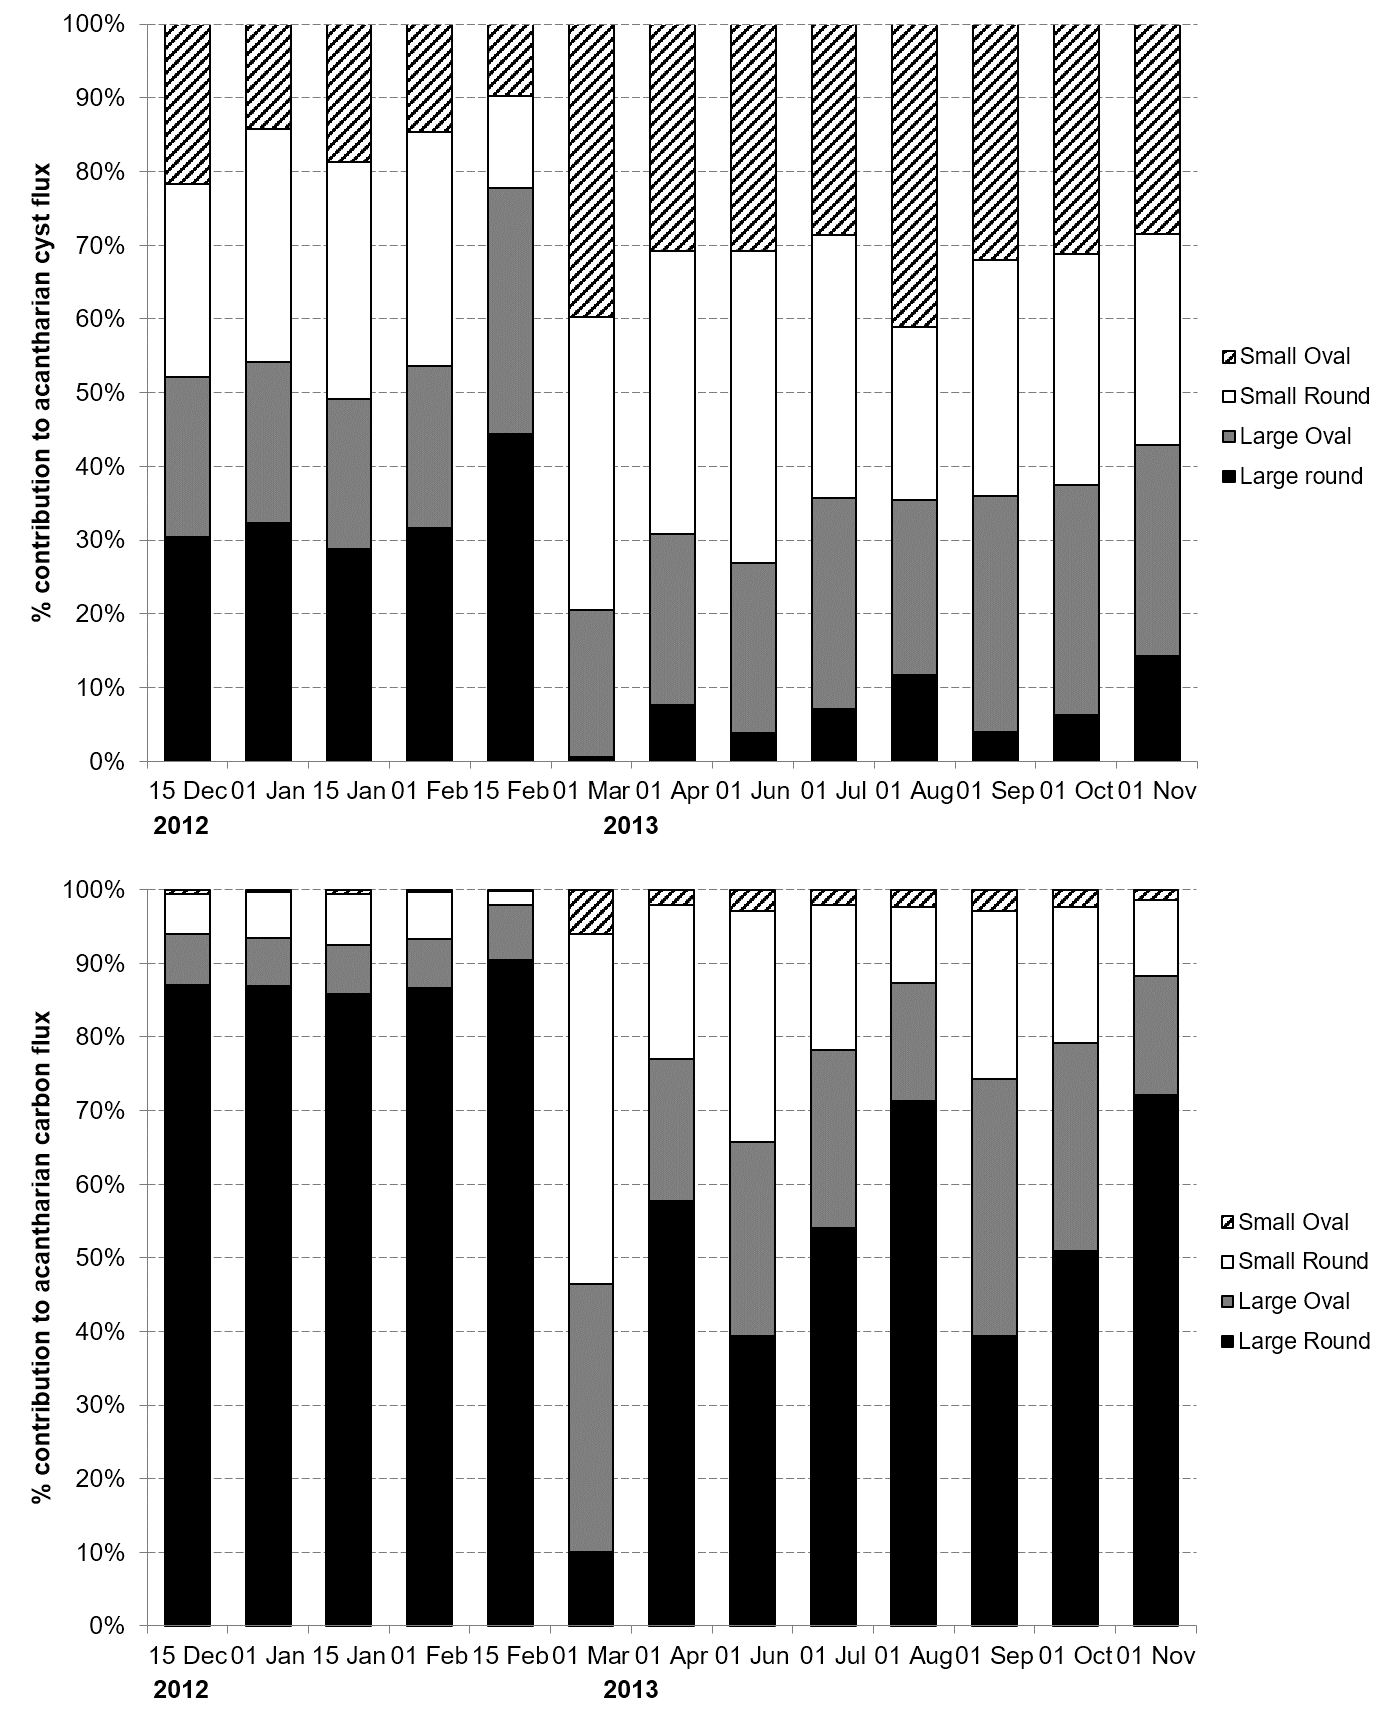 % contribution to acantharian cyst flux
100%
90%
80%
70%
60%
50%
40%
30%
20%
10%
0%
15 Dec 01 Jan 15 Jan 01 Feb 15 Feb 01 Mar 01 Apr 01 Jun 01 Jul 01 Aug 01 Sep 01 Oct 01 Nov
2012 2013
Small Oval
Small Round
Large Oval
Large round
% contribution to acantharian carbon flux
100%
90%
80%
70%
60%
50%
40%
30%
20%
10%
0%
15 Dec 01 Jan 15 Jan 01 Feb 15 Feb 01 Mar 01 Apr 01 Jun 01 Jul 01 Aug 01 Sep 01 Oct 01 Nov
2012 2013
Small Oval
Small Round
Large Oval
Large Round